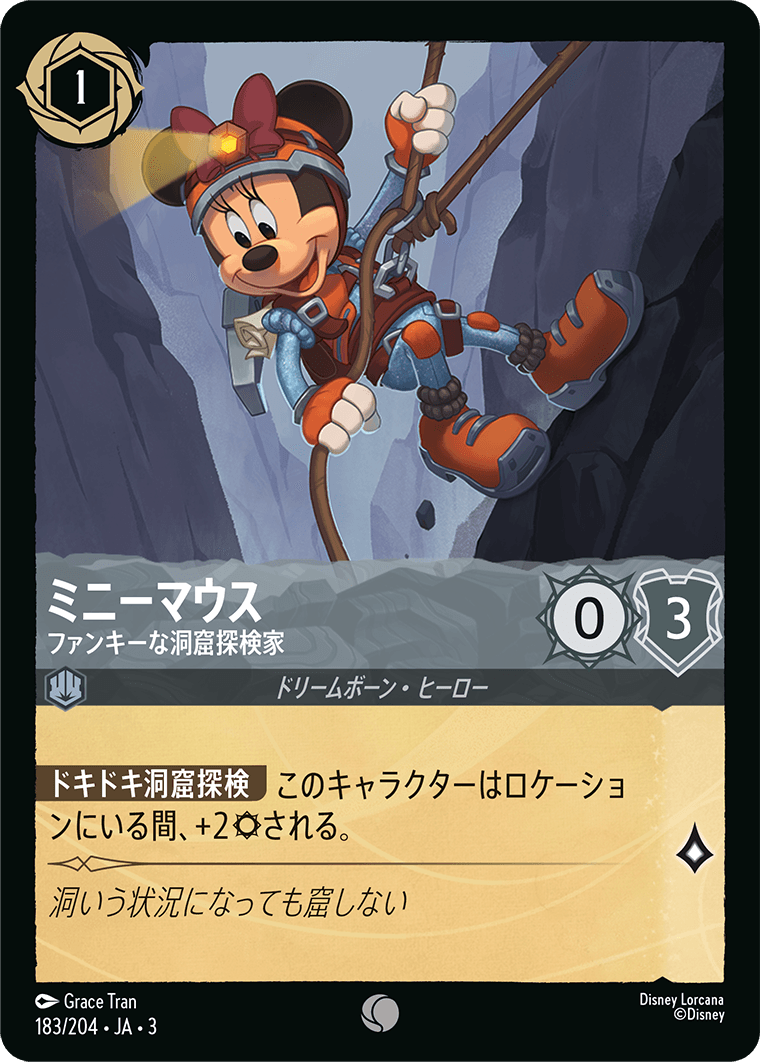 1
ミニーマウス
ファンキーな洞窟探検家
0
3
ドリームボーン・ヒーロー
ドキドキ洞窟探検 このキャラクターはロケーショ
ンにいる間、+2される。
洞いう状況になっても窟しない
Grace Tran
183/204 • JA • 3
Disney Lorcana
©Disney